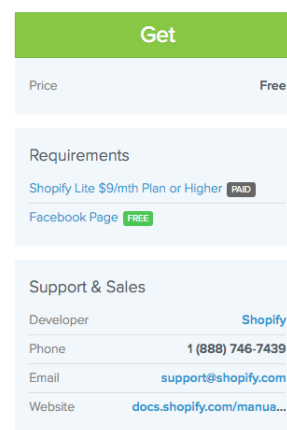 Get
Price Free
Requirements
Shopify Lite $9/mth Plan or Higher PAID
Facebook Page FREE
Support & Sales
Developer Shopify
Phone 1 (888) 746-7439
Email support@shopify.com
Website docs.shopify.com/manua...